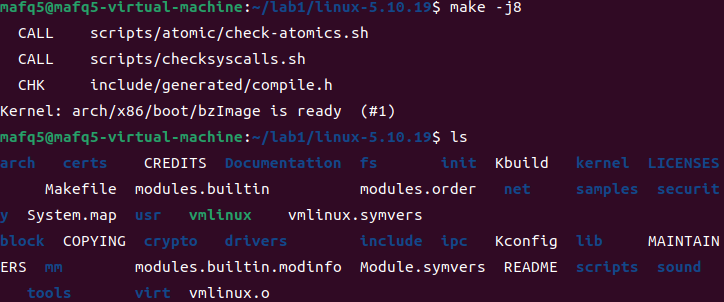 mafq5@mafq5-virtual-machine:~/lab1/linux-5.10.19$ make -j8
CALL scripts/atomic/check-atomics.sh
CALL scripts/checksyscalls.sh
CHK include/generated/compile.h
Kernel: arch/x86/boot/bzImage is ready (#1)
mafq5@mafq5-virtual-machine:~/lab1/linux-5.10.19$ ls
arch certs CREDITS Documentation fs init Kbuild kernel LICENSES
Makefile modules.builtin modules.order net samples securit
y System.map usr vmlinux vmlinux.symvers
block COPYING crypto drivers include ipc Kconfig lib MAINTAIN
ERS mm modules.builtin.modinfo Module.symvers README scripts sound
tools virt vmlinux.o